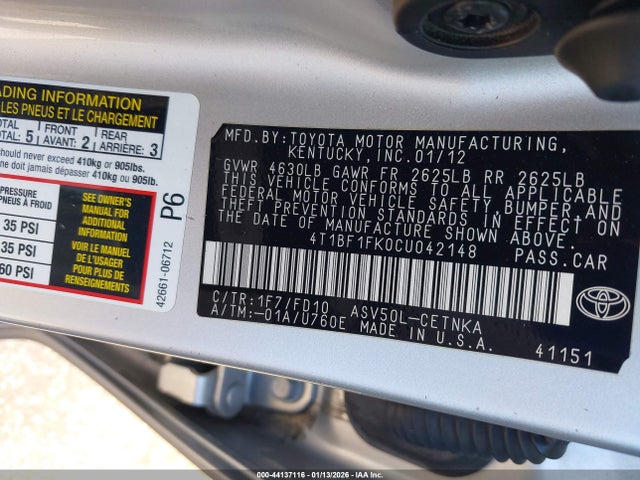 ADING INFORMATION
LES PNEUS ET LE CHARGEMENT
TOTAL: 5 FRONT AVANT: 2 REAR ARRIÈRE: 3
should never exceed 410kg or 905lb.
ne doit jamais dépasser 410kg ou 905lb.
PRESSURE
PNEUS À FROID
35 PSI
35 PSI
60 PSI
SEE OWNER'S
MANUAL FOR
ADDITIONAL
INFORMATION
VOIR LE MANUEL
DE L'USAGER
POUR PLUS DE
RENSEIGNEMENTS
P6
42661-06712
MFD.BY:TOYOTA MOTOR MANUFACTURING,
KENTUCKY,INC.01/12
GVWR 4630LB GAWR FR 2625LB RR 2625LB
THIS VEHICLE CONFORMS TO ALL APPLICABLE
FEDERAL MOTOR VEHICLE SAFETY, BUMPER, AND
THEFT PREVENTION STANDARDS IN EFFECT ON
THE DATE OF MANUFACTURE SHOWN ABOVE.
4T1BF1FK0CU042148 PASS.CAR
C/TR:1F7/FD10 ASV50L-CETNKA
A/TM:-01A/U760E MADE IN U.S.A.
41151
TOYOTA
000-44137116 | 01/13/2026 | IAA Inc.